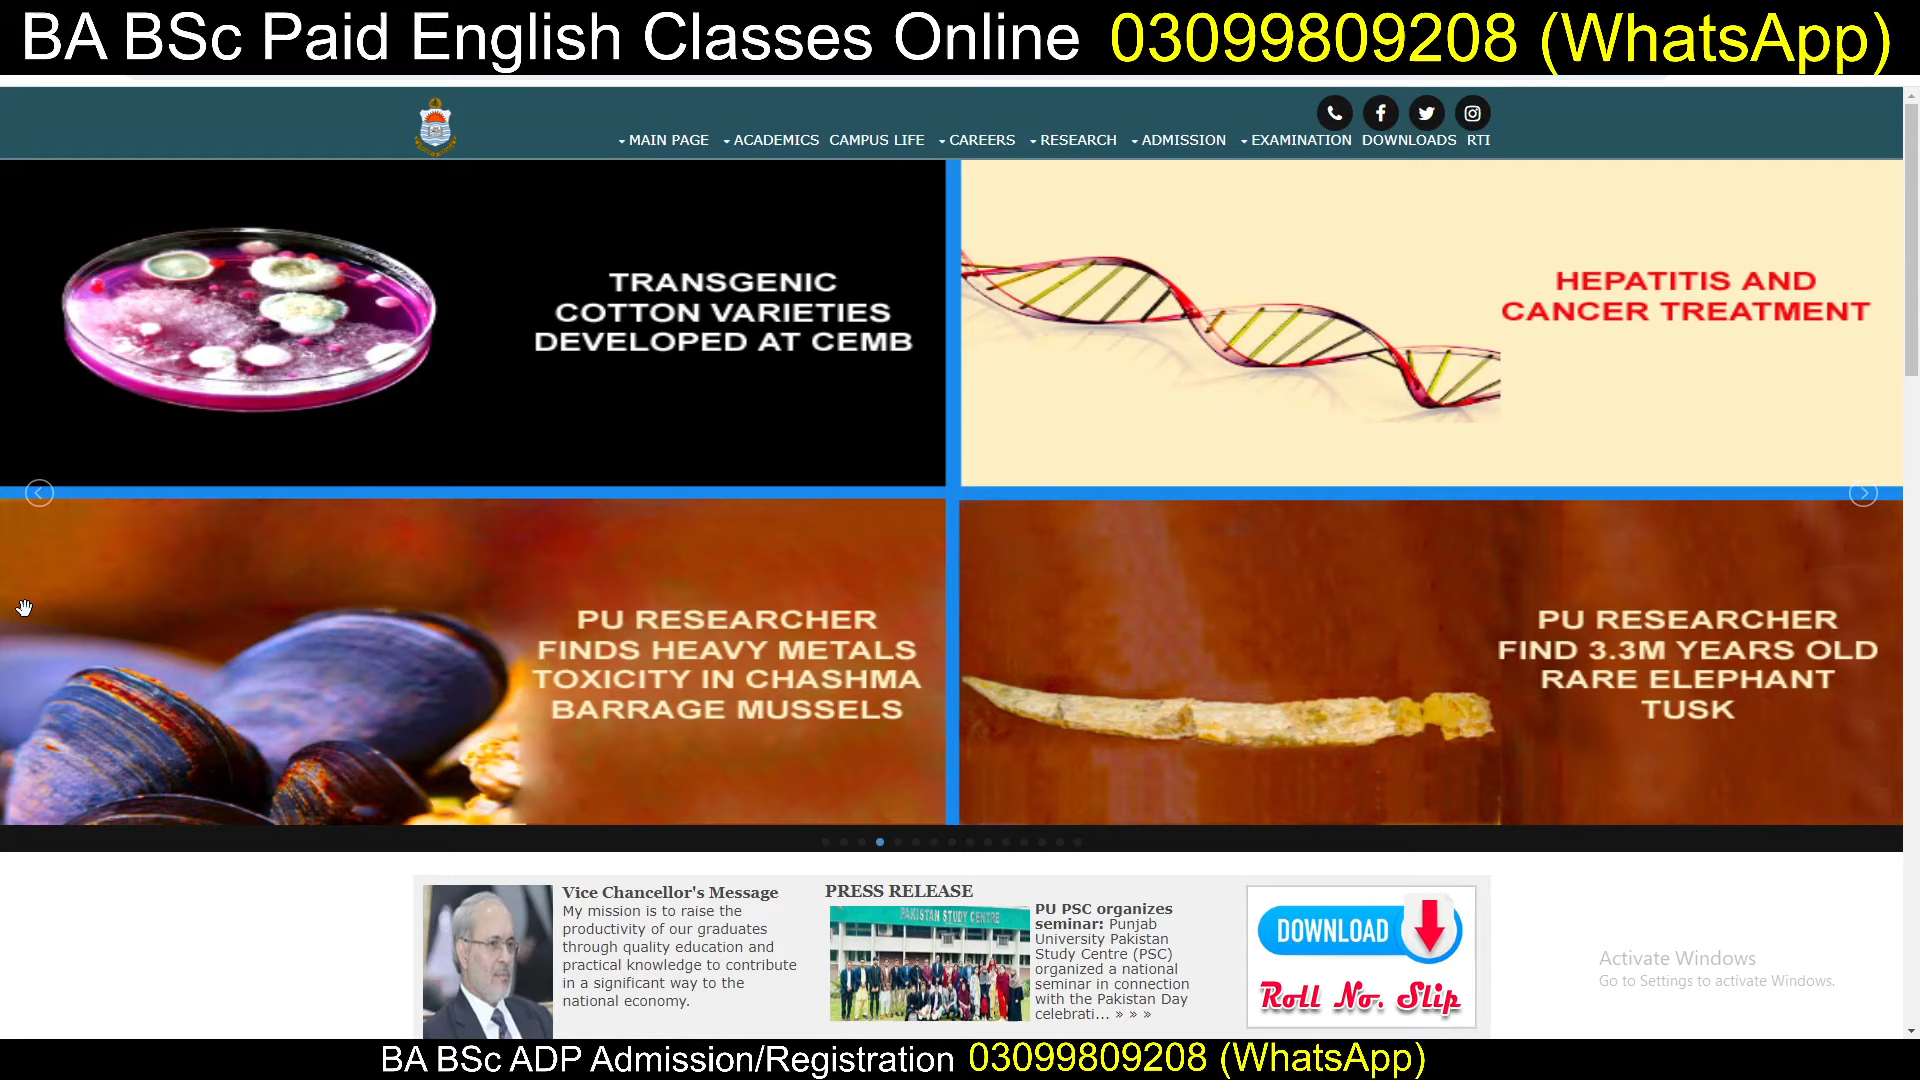 BA BSc Paid English Classes Online 03099809208 (WhatsApp)
MAIN PAGE ACADEMICS CAMPUS LIFE CAREERS RESEARCH ADMISSION EXAMINATION DOWNLOADS RTI
TRANSGENIC
COTTON VARIETIES
DEVELOPED AT CEMB
HEPATITIS AND
CANCER TREATMENT
PU RESEARCHER
FINDS HEAVY METALS
TOXICITY IN CHASHMA
BARRAGE MUSSELS
PU RESEARCHER
FIND 3.3M YEARS OLD
RARE ELEPHANT
TUSK
Vice Chancellor's Message
My mission is to raise the
productivity of our graduates
through quality education and
practical knowledge to contribute
in a significant way to the
national economy.
PRESS RELEASE
PAKISTAN STUDY CENTRE
PU PSC organizes
seminar: Punjab
University Pakistan
Study Centre (PSC)
organized a national
seminar in connection
with the Pakistan Day
celebrati... » » »
DOWNLOAD
Roll No. Slip
Activate Windows
Go to Settings to activate Windows.
BA BSc ADP Admission/Registration 03099809208 (WhatsApp)